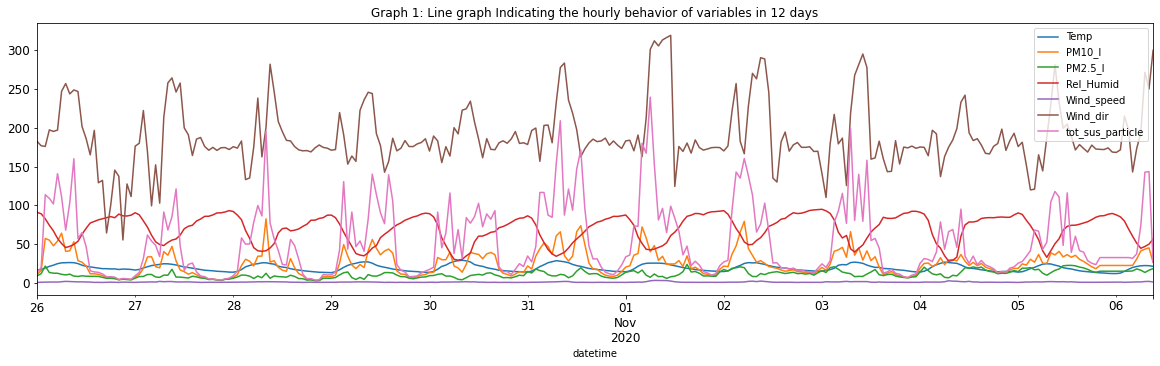 Graph 1: Line graph Indicating the hourly behavior of variables in 12 days
Temp
PM10_I
PM2.5_I
Rel_Humid
Wind_speed
Wind_dir
tot_sus_particle
300
250
200
150
100
50
0
26 27 28 29 30 31 01 02 03 04 05 06
Nov
2020
datetime